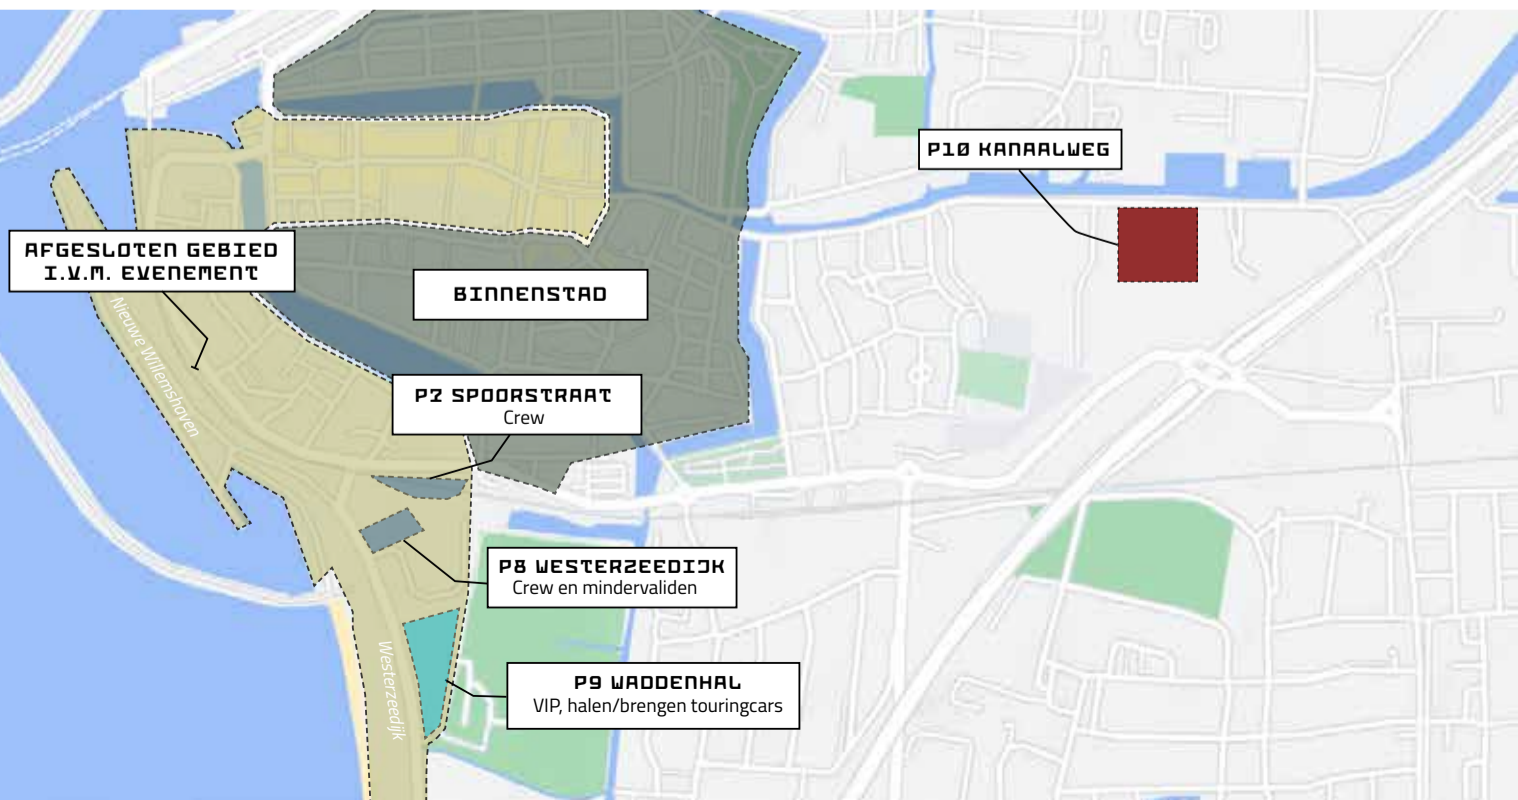 P10 KANAALWEG
AFGESLOTEN GEBIED
I.V.M. EVENEMENT
BINNENSTAD
Nieuwe Willemshaven
P7 SPOORSTRAAT
Crew
P8 WESTERZEEDIJK
Crew en mindervaliden
Westerzeedijk
P9 WADDENHAL
VIP, halen/brengen touringcars